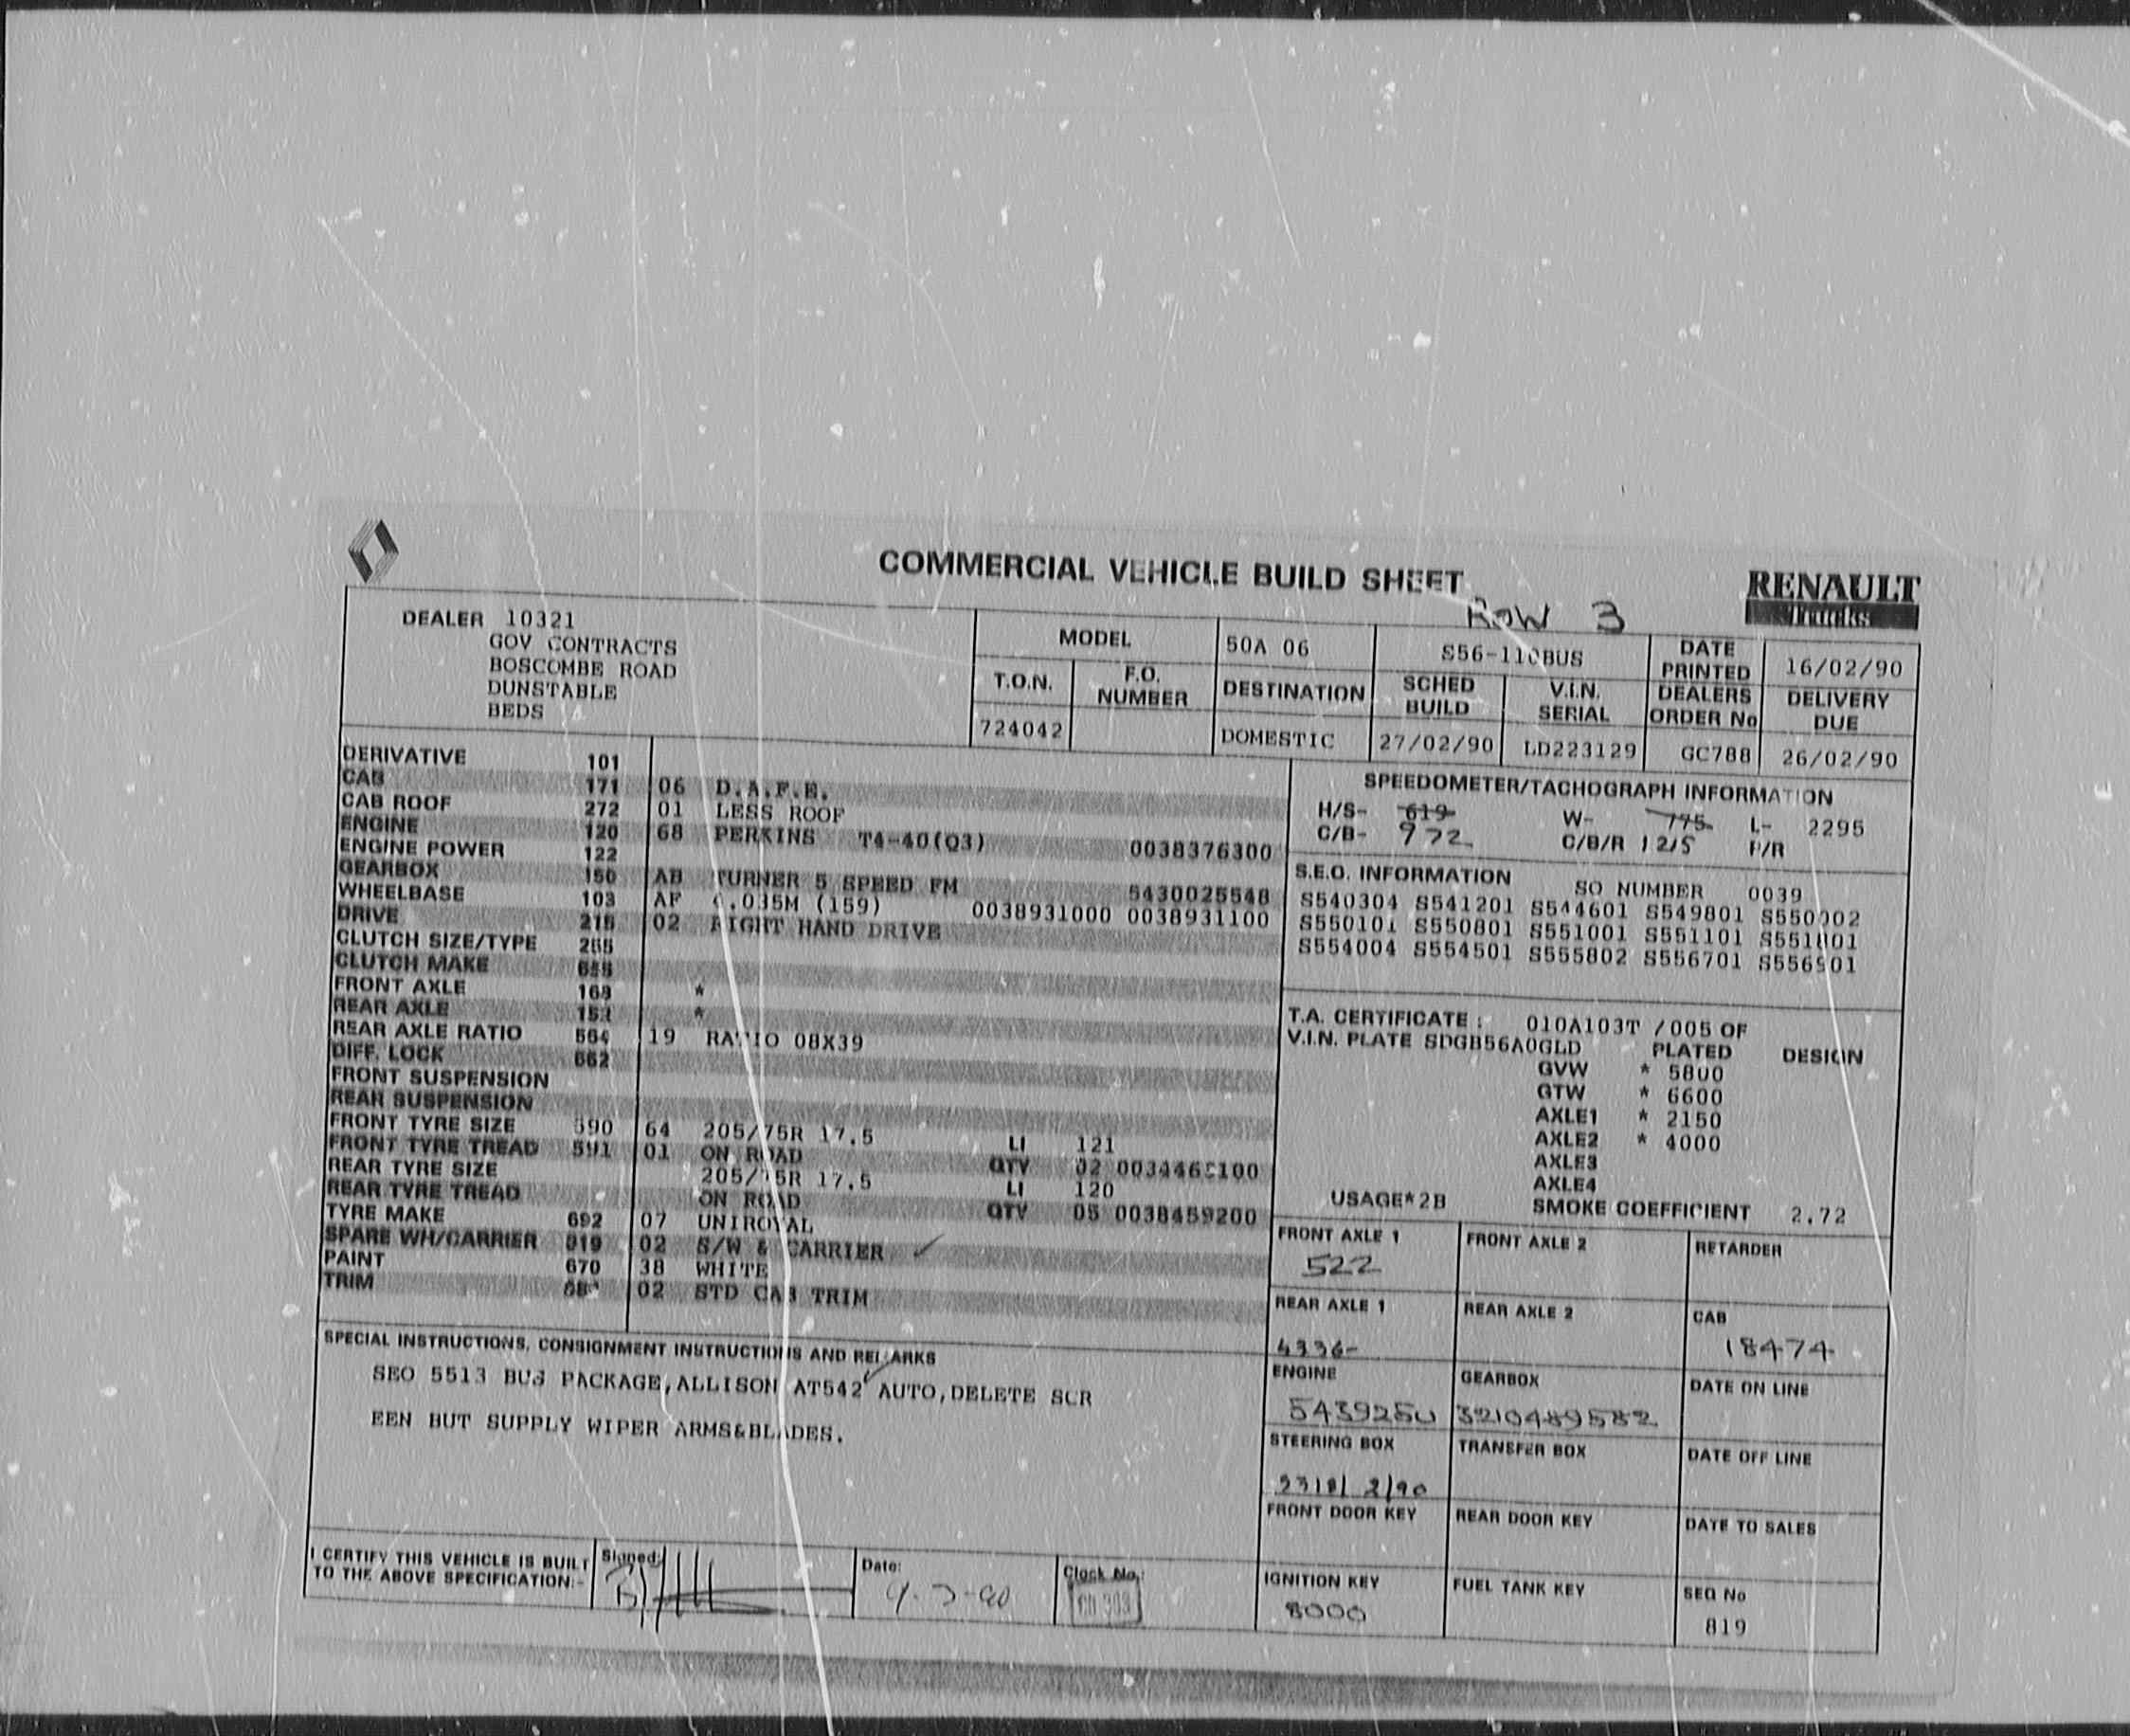 COMMERCIAL VEHICLE BUILD SHEET
RENAULT
Trucks
ROW 3
DEALER 10321
GOV CONTRACTS
BOSCOMBE ROAD
DUNSTABLE
BEDS
MODEL 50A 06 S56-110BUS DATE PRINTED 16/02/90
T.O.N. F.O. NUMBER DESTINATION SCHED BUILD V.I.N. SERIAL DEALERS ORDER No DELIVERY DUE
724042 DOMESTIC 27/02/90 LD223129 GC788 26/02/90
DERIVATIVE 101
CAB 171 06 D.A.F.E.
CAB ROOF 272 01 LESS ROOF
ENGINE 120 68 PERKINS T4-40(Q3) 0038376300
ENGINE POWER 122
GEARBOX 150 AB TURNER 5 SPEED FM 5430025548
WHEELBASE 103 AF 4.035M (159) 0038931000 0038931100
DRIVE 215 02 RIGHT HAND DRIVE
CLUTCH SIZE/TYPE 265
CLUTCH MAKE
FRONT AXLE 163 *
REAR AXLE *
REAR AXLE RATIO 564 19 RATIO 08X39
DIFF. LOCK 662
FRONT SUSPENSION
REAR SUSPENSION
FRONT TYRE SIZE 590 64 205/75R 17.5 LI 121
FRONT TYRE TREAD 591 01 ON ROAD QTY 02
REAR TYRE SIZE 205/75R 17.5 LI 120
REAR TYRE TREAD ON ROAD QTY 05 0038459200
TYRE MAKE 692 07 UNIROYAL
SPARE WH/CARRIER 919 02 S/W & CARRIER ✓
PAINT 670 38 WHITE
TRIM 02 STD CAB TRIM
SPEEDOMETER/TACHOGRAPH INFORMATION
H/S- 619 W- 775 L- 2295
C/B- 972 C/B/R 1215 P/R
S.E.O. INFORMATION SO NUMBER 0039
S540304 S541201 S544601 S549801 S550002
S550101 S550801 S551001 S551101 S551801
S554004 S554501 S555802 S556701 S556901
T.A. CERTIFICATE : 010A103T /005 OF
V.I.N. PLATE SDGB56A0GLD PLATED DESIGN
GVW * 5800
GTW * 6600
AXLE1 * 2150
AXLE2 * 4000
AXLE3
AXLE4
USAGE*2B SMOKE COEFFICIENT 2.72
FRONT AXLE 1 FRONT AXLE 2 RETARDER
522
REAR AXLE 1 REAR AXLE 2 CAB
4336- 18474
ENGINE GEARBOX DATE ON LINE
543925U 3210489582
STEERING BOX TRANSFER BOX DATE OFF LINE
2/90
FRONT DOOR KEY REAR DOOR KEY DATE TO SALES
IGNITION KEY FUEL TANK KEY SEQ No
8000 819
SPECIAL INSTRUCTIONS, CONSIGNMENT INSTRUCTIONS AND REMARKS
SEO 5513 BUS PACKAGE,ALLISON AT542 ✓ AUTO,DELETE SCR
EEN BUT SUPPLY WIPER ARMS&BLADES.
I CERTIFY THIS VEHICLE IS BUILT
TO THE ABOVE SPECIFICATION:-
Signed:
Date: 9-3-90
Clock No.: